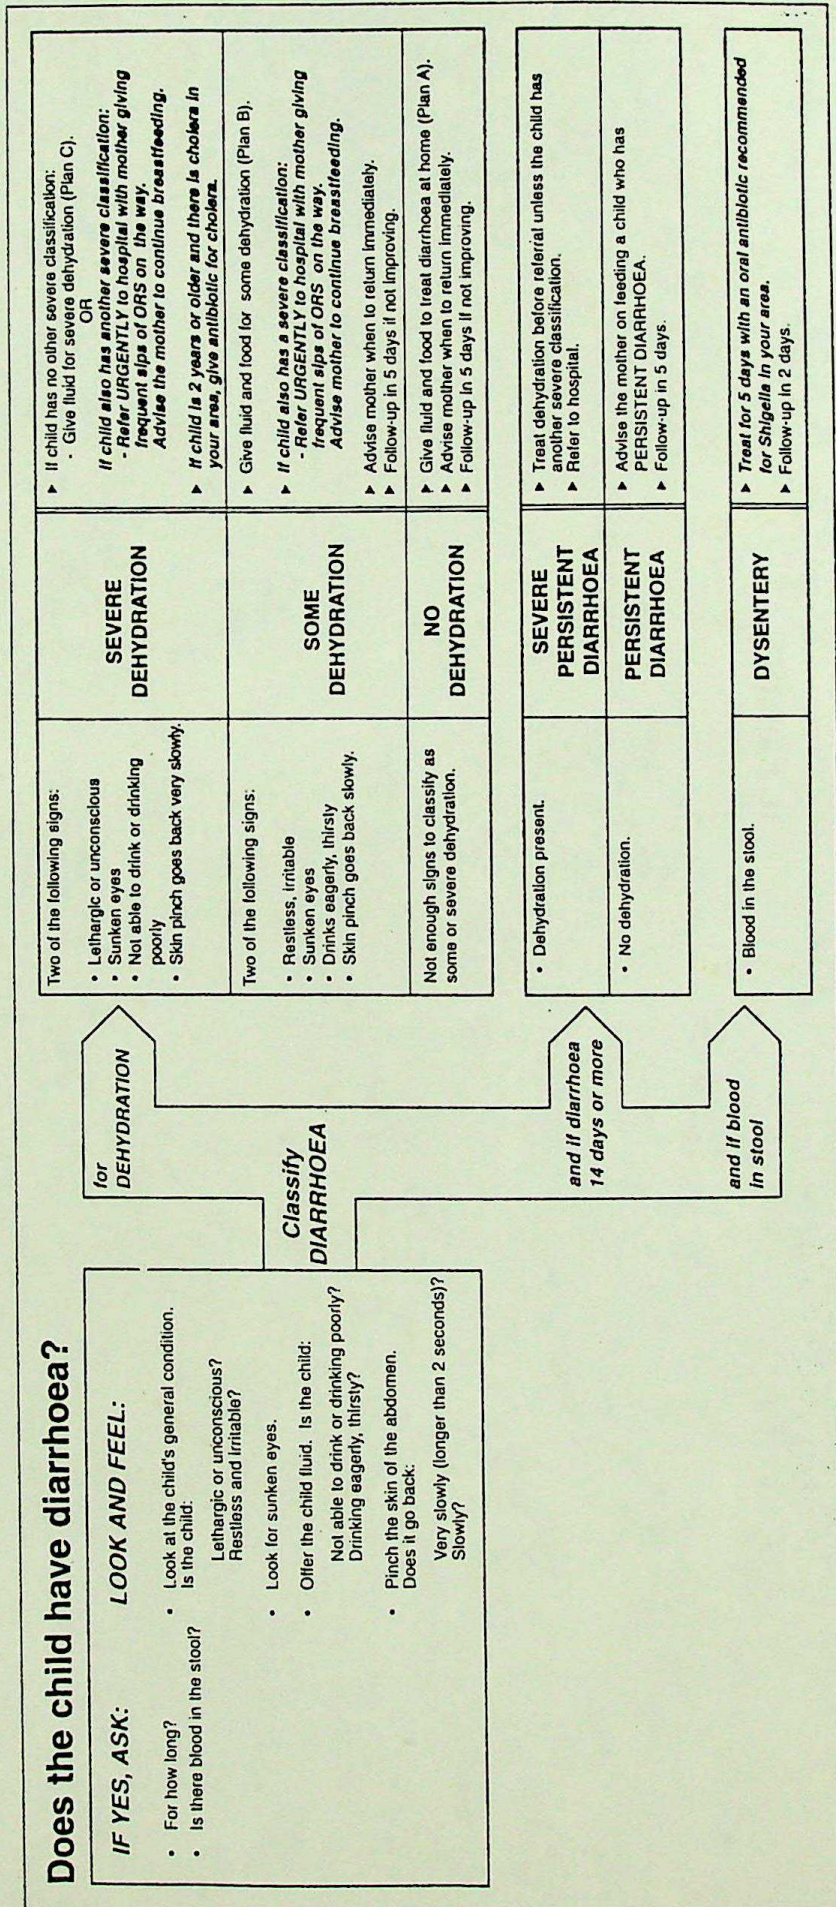 Does the child have diarrhoea?
IF YES, ASK:
• For how long?
• Is there blood in the stool?
LOOK AND FEEL:
• Look at the child's general condition.
Is the child:
Lethargic or unconscious?
Restless and irritable?
• Look for sunken eyes.
• Offer the child fluid. Is the child:
Not able to drink or drinking poorly?
Drinking eagerly, thirsty?
• Pinch the skin of the abdomen.
Does it go back:
Very slowly (longer than 2 seconds)?
Slowly?
Classify
DIARRHOEA
for
DEHYDRATION
Two of the following signs:
• Lethargic or unconscious
• Sunken eyes
• Not able to drink or drinking
poorly
• Skin pinch goes back very slowly.
SEVERE
DEHYDRATION
► If child has no other severe classification:
- Give fluid for severe dehydration (Plan C).
OR
If child also has another severe classification:
- Refer URGENTLY to hospital with mother giving
frequent sips of ORS on the way.
Advise the mother to continue breastfeeding.
► If child is 2 years or older and there is cholera in
your area, give antibiotic for cholera.
Two of the following signs:
• Restless, irritable
• Sunken eyes
• Drinks eagerly, thirsty
• Skin pinch goes back slowly.
SOME
DEHYDRATION
► Give fluid and food for some dehydration (Plan B).
► If child also has a severe classification:
- Refer URGENTLY to hospital with mother giving
frequent sips of ORS on the way.
Advise mother to continue breastfeeding.
► Advise mother when to return immediately.
► Follow-up in 5 days if not improving.
Not enough signs to classify as
some or severe dehydration.
NO
DEHYDRATION
► Give fluid and food to treat diarrhoea at home (Plan A).
► Advise mother when to return immediately.
► Follow-up in 5 days if not improving.
and if diarrhoea
14 days or more
• Dehydration present.
SEVERE
PERSISTENT
DIARRHOEA
► Treat dehydration before referral unless the child has
another severe classification.
► Refer to hospital.
• No dehydration.
PERSISTENT
DIARRHOEA
► Advise the mother on feeding a child who has
PERSISTENT DIARRHOEA.
► Follow-up in 5 days.
and if blood
in stool
• Blood in the stool.
DYSENTERY
► Treat for 5 days with an oral antibiotic recommended
for Shigella in your area.
► Follow-up in 2 days.